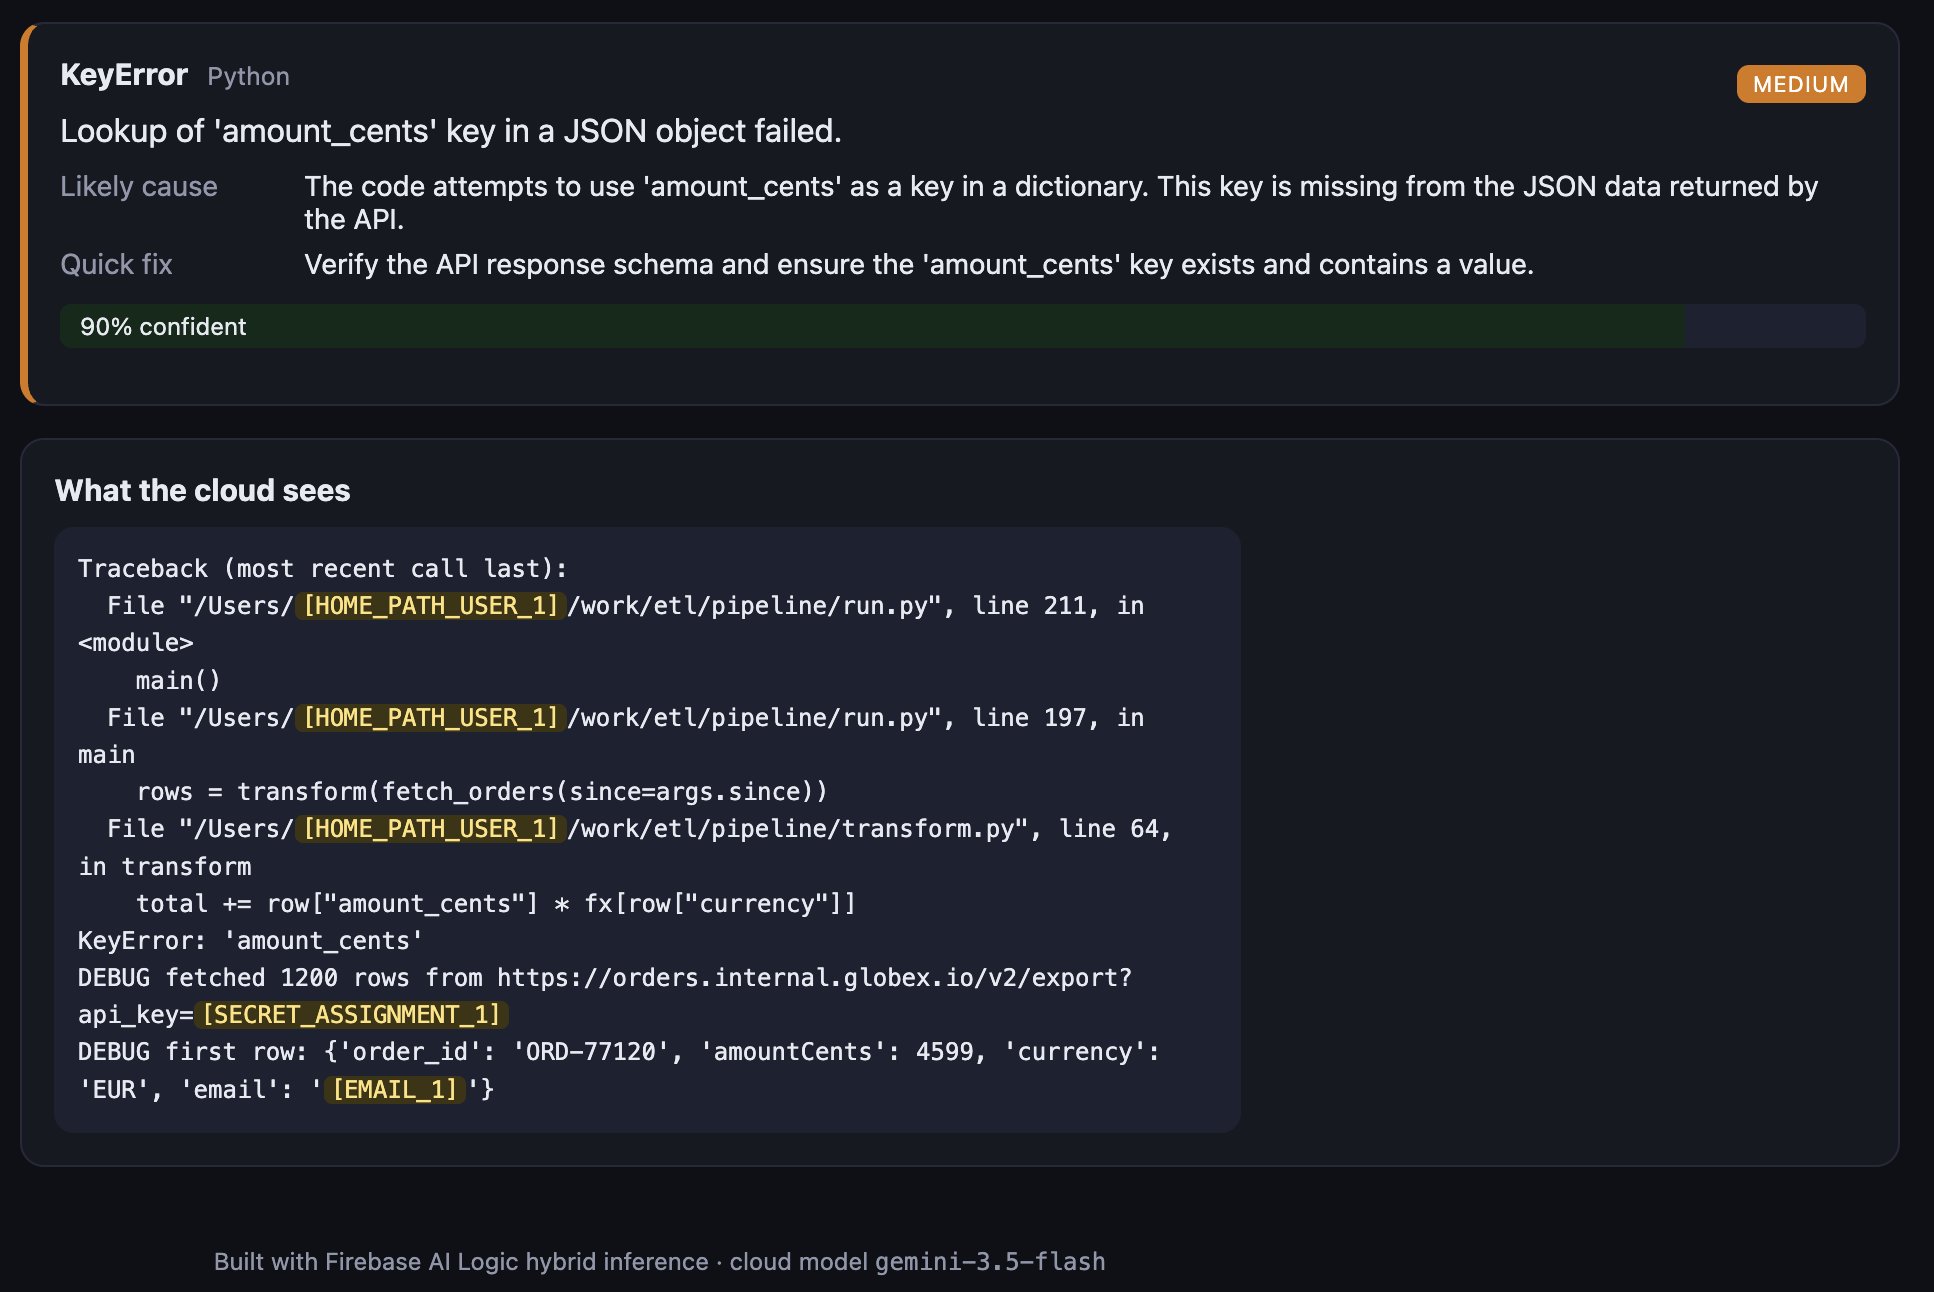 KeyError Python
MEDIUM
Lookup of 'amount_cents' key in a JSON object failed.
Likely cause The code attempts to use 'amount_cents' as a key in a dictionary. This key is missing from the JSON data returned by
the API.
Quick fix Verify the API response schema and ensure the 'amount_cents' key exists and contains a value.
90% confident
What the cloud sees
Traceback (most recent call last):
  File "/Users/[HOME_PATH_USER_1]/work/etl/pipeline/run.py", line 211, in
<module>
    main()
  File "/Users/[HOME_PATH_USER_1]/work/etl/pipeline/run.py", line 197, in
main
    rows = transform(fetch_orders(since=args.since))
  File "/Users/[HOME_PATH_USER_1]/work/etl/pipeline/transform.py", line 64,
in transform
    total += row["amount_cents"] * fx[row["currency"]]
KeyError: 'amount_cents'
DEBUG fetched 1200 rows from https://orders.internal.globex.io/v2/export?
api_key=[SECRET_ASSIGNMENT_1]
DEBUG first row: {'order_id': 'ORD-77120', 'amountCents': 4599, 'currency':
'EUR', 'email': '[EMAIL_1]'}
Built with Firebase AI Logic hybrid inference · cloud model gemini-3.5-flash